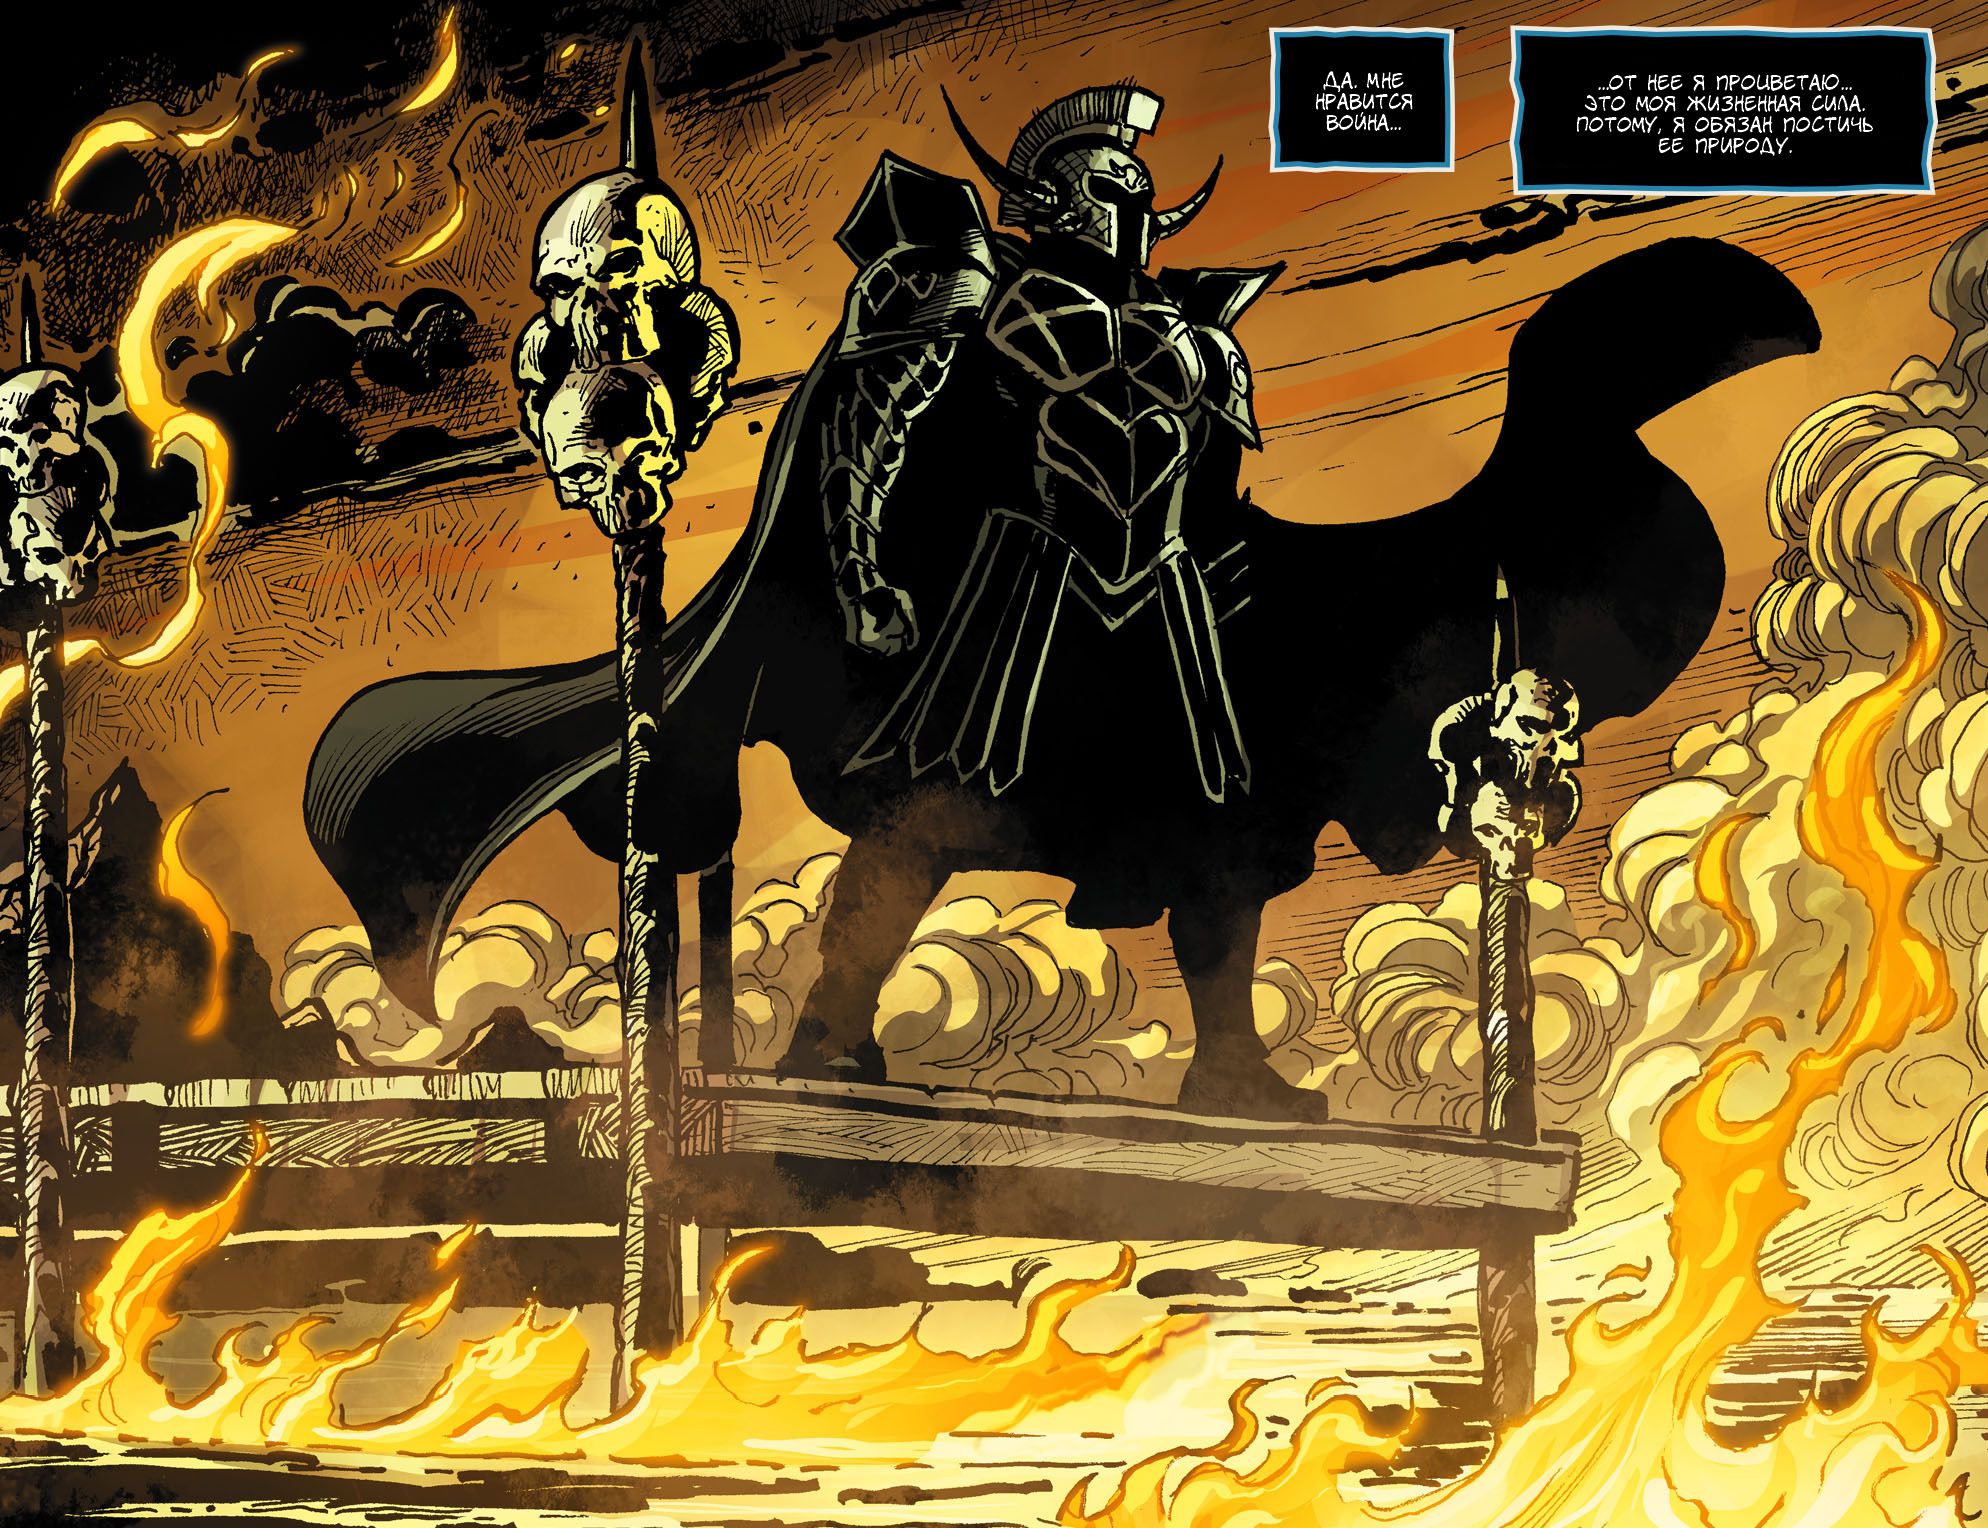 ДА. МНЕ
НРАВИТСЯ
ВОЙНА...
...ОТ НЕЕ Я ПРОЦВЕТАЮ...
ЭТО МОЯ ЖИЗНЕННАЯ СИЛА.
ПОТОМУ, Я ОБЯЗАН ПОСТИЧЬ
ЕЕ ПРИРОДУ.